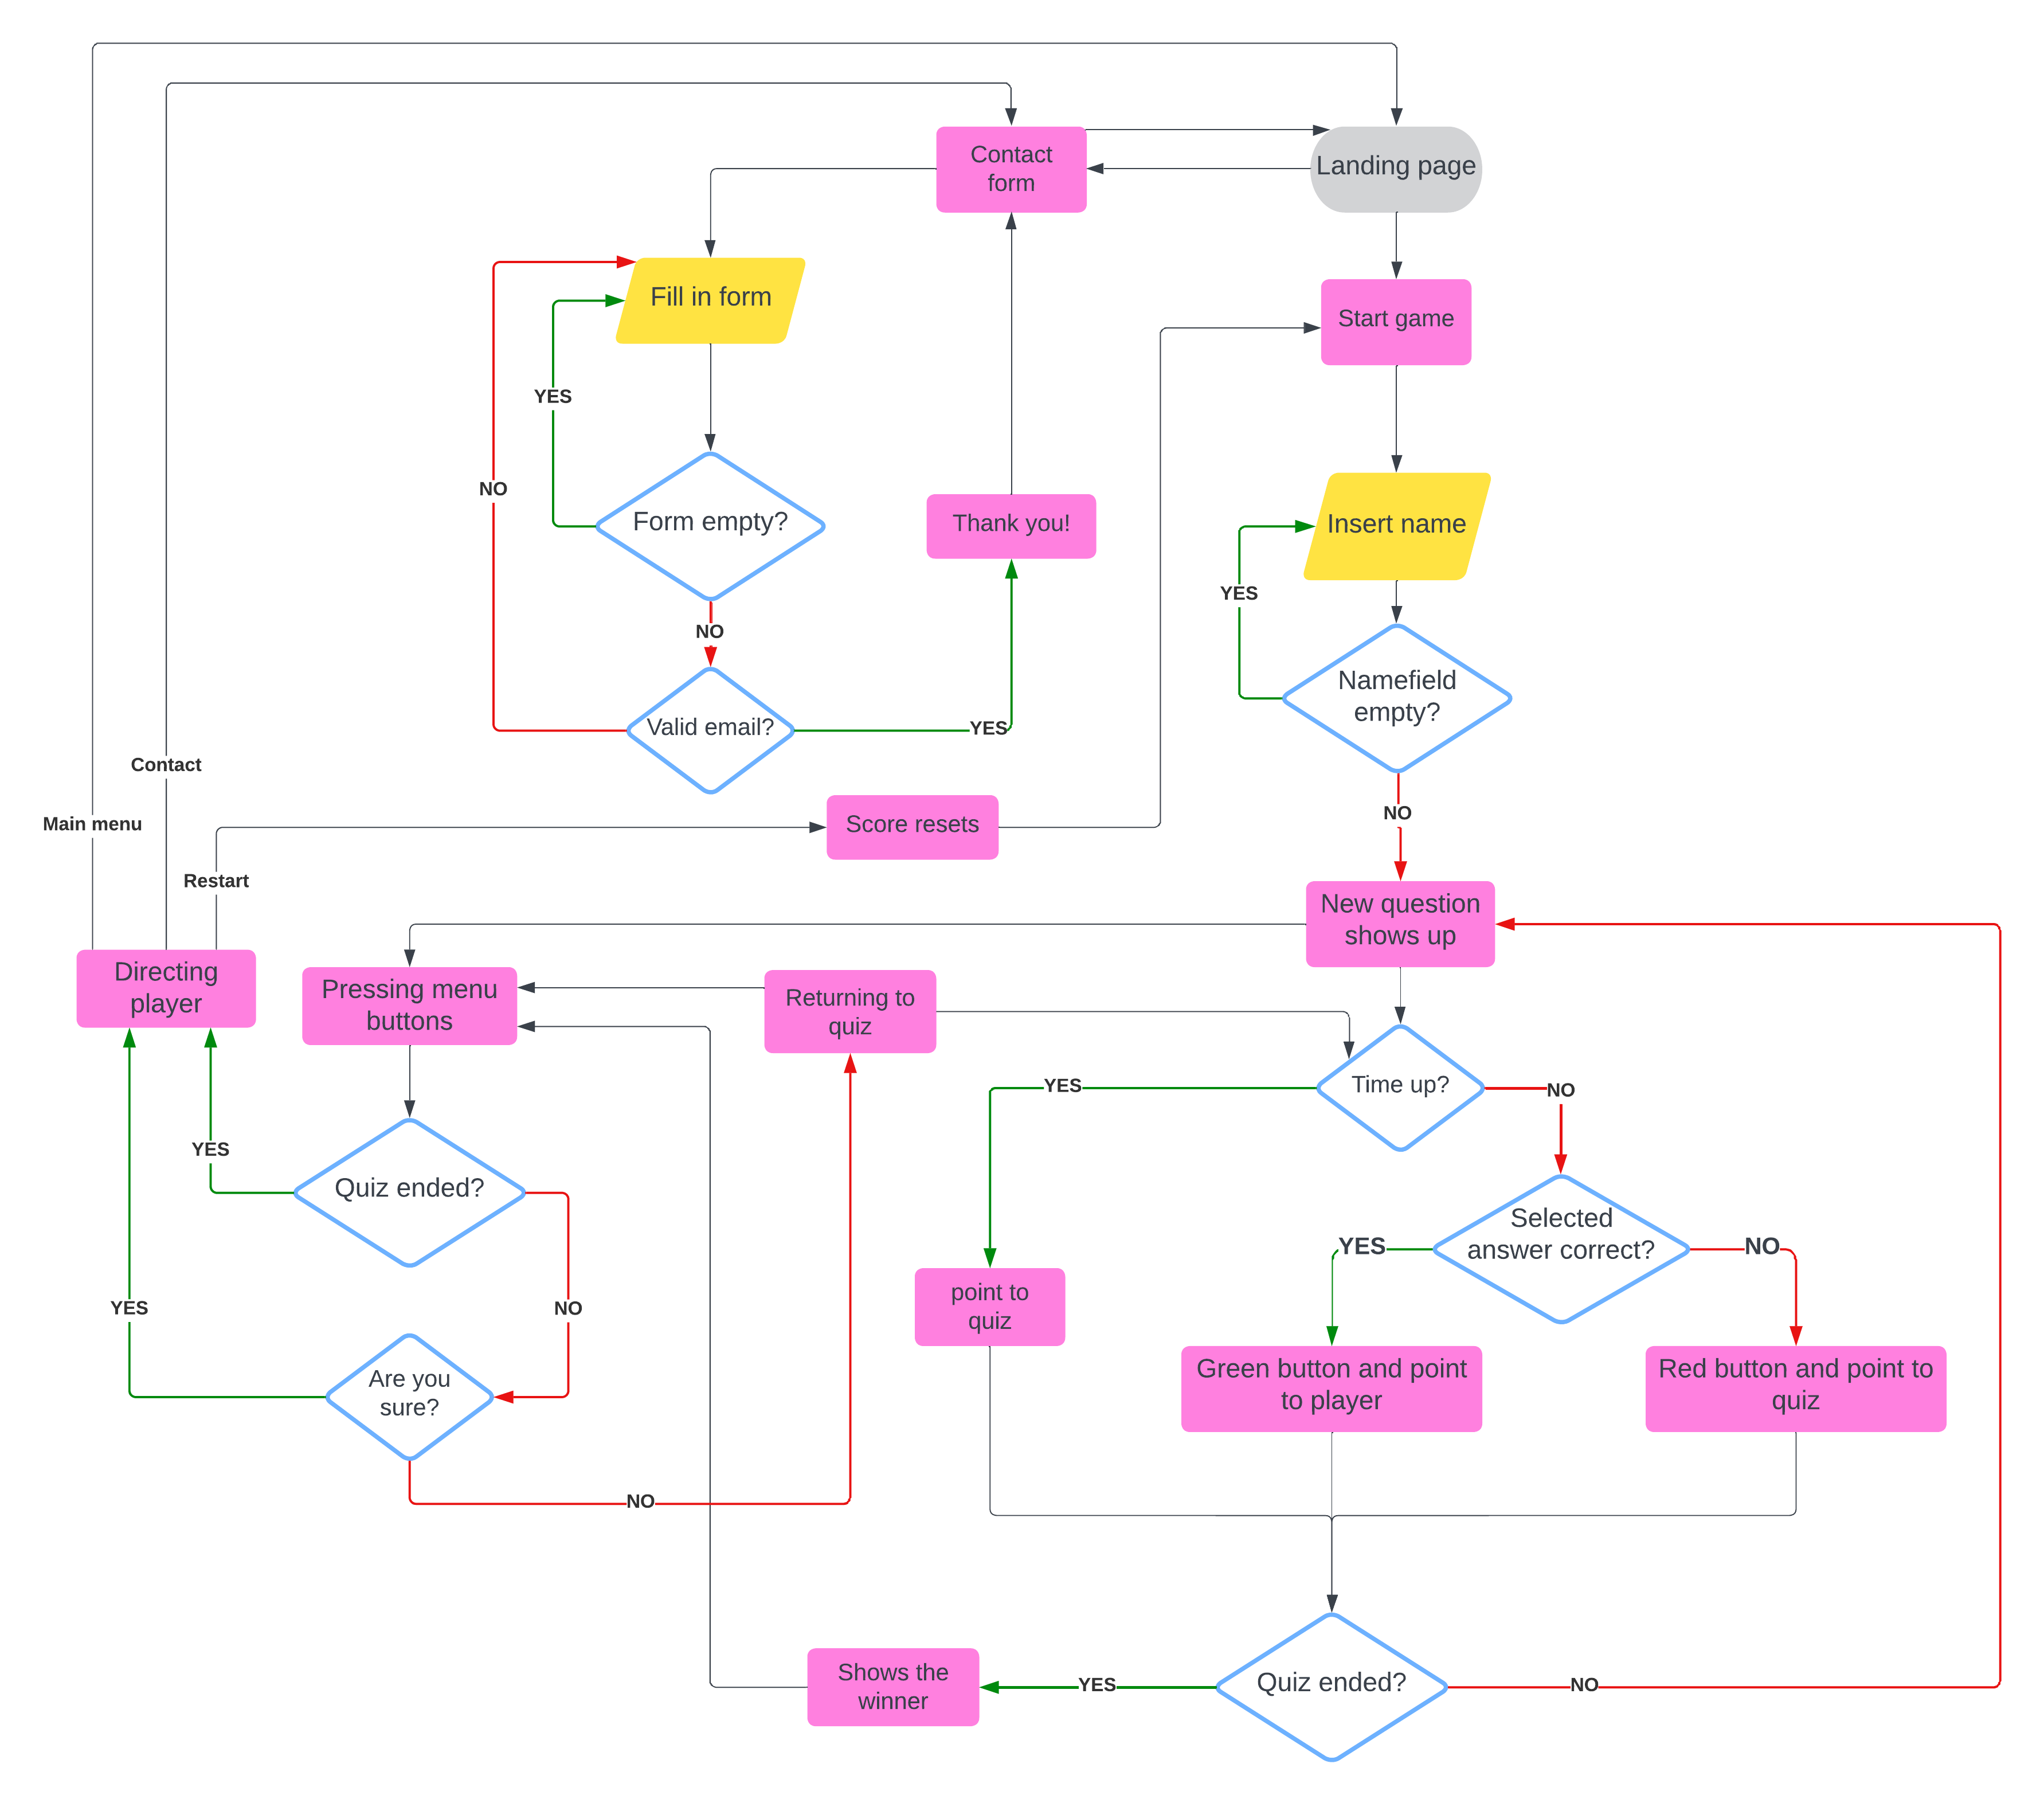 Contact
form
Landing page
Fill in form
Start game
YES
NO
Form empty?
Thank you!
Insert name
YES
NO
Namefield
empty?
Valid email?
YES
Contact
Main menu
Score resets
NO
Restart
New question
shows up
Directing
player
Pressing menu
buttons
Returning to
quiz
Time up?
YES
NO
YES
Quiz ended?
Selected
answer correct?
YES
NO
YES
NO
point to
quiz
Are you
sure?
Green button and point
to player
Red button and point to
quiz
NO
Shows the
winner
YES
Quiz ended?
NO